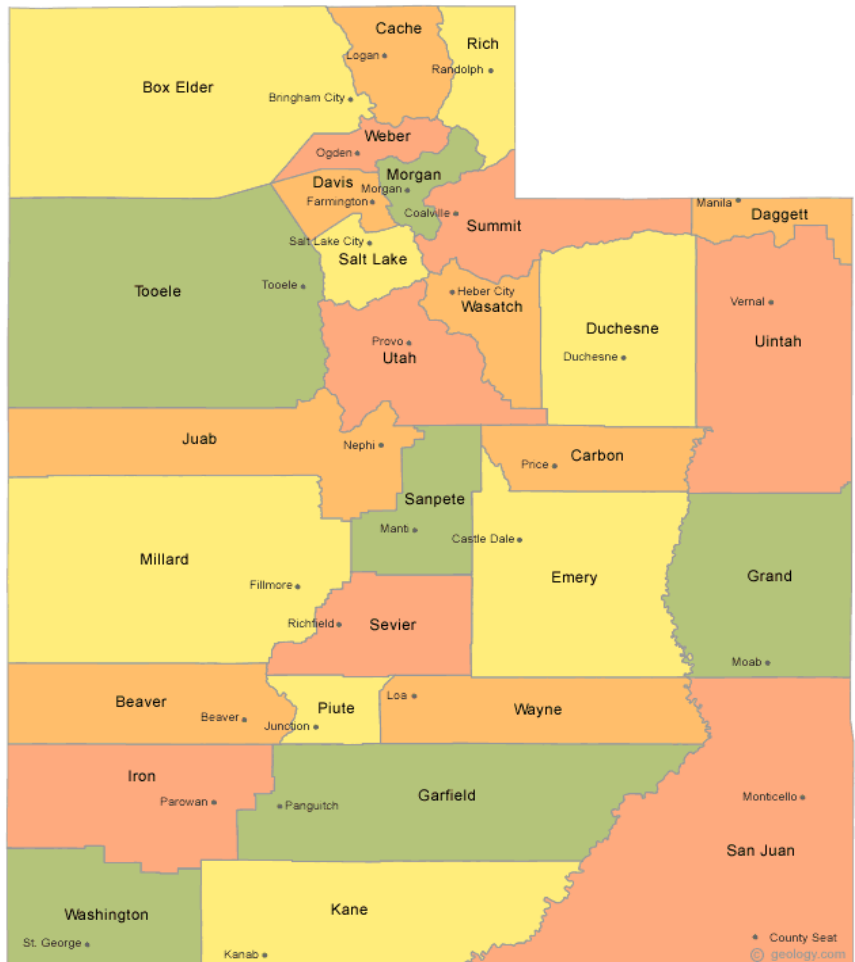 Cache
Rich
Logan
Randolph
Box Elder
Bringham City
Weber
Ogden
Morgan
Davis
Morgan
Farmington
Manila
Coalville
Daggett
Summit
Salt Lake City
Salt Lake
Tooele
Tooele
Heber City
Wasatch
Vernal
Duchesne
Provo
Uintah
Utah
Duchesne
Juab
Nephi
Carbon
Price
Sanpete
Manti
Castle Dale
Millard
Emery
Grand
Fillmore
Richfield
Sevier
Moab
Loa
Beaver
Piute
Wayne
Beaver
Junction
Iron
Garfield
Parowan
Panguitch
Monticello
San Juan
Kane
Washington
St. George
County Seat
Kanab
© geology.com